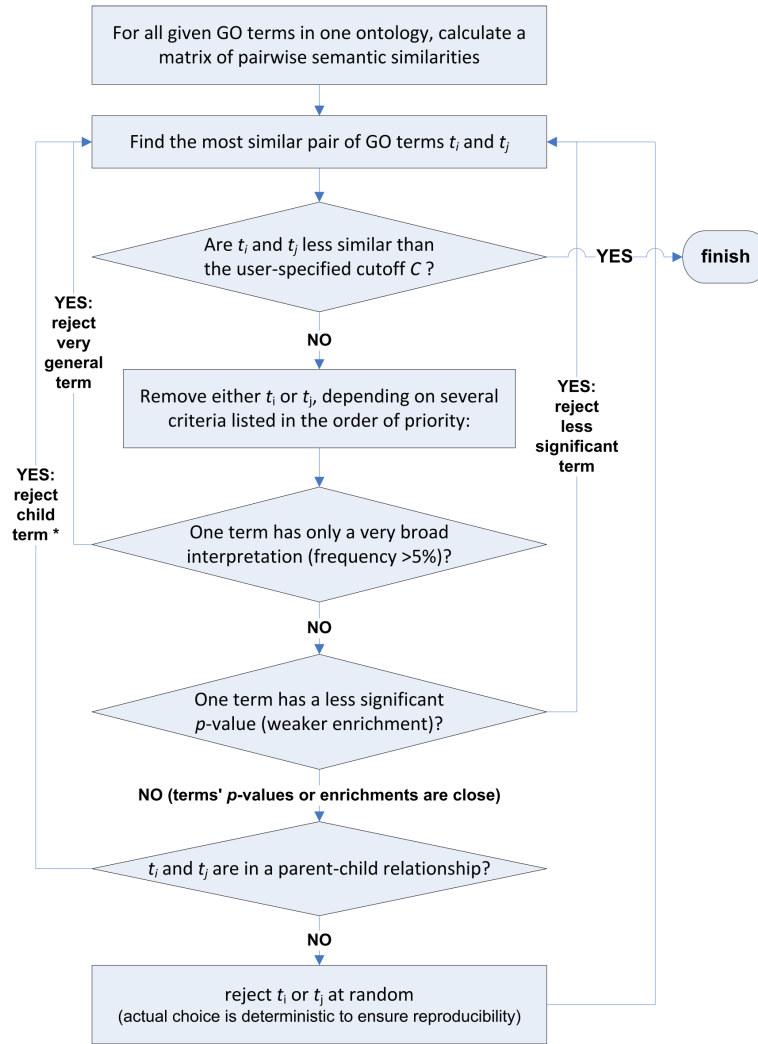 For all given GO terms in one ontology, calculate a
matrix of pairwise semantic similarities
Find the most similar pair of GO terms ti and tj
Are ti and tj less similar than
the user-specified cutoff C ?
YES
finish
NO
YES:
reject
very
general
term
Remove either ti or tj, depending on several
criteria listed in the order of priority:
YES:
reject
less
significant
term
YES:
reject
child
term *
One term has only a very broad
interpretation (frequency >5%)?
NO
One term has a less significant
p-value (weaker enrichment)?
NO (terms' p-values or enrichments are close)
ti and tj are in a parent-child relationship?
NO
reject ti or tj at random
(actual choice is deterministic to ensure reproducibility)